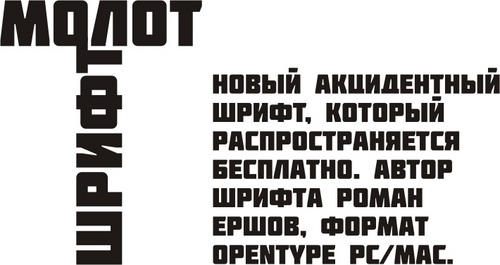 МОЛОТ
ШРИФТ
НОВЫЙ АКЦИДЕНТНЫЙ
ШРИФТ, КОТОРЫЙ
РАСПРОСТРАНЯЕТСЯ
БЕСПЛАТНО. АВТОР
ШРИФТА РОМАН
ЕРШОВ, ФОРМАТ
OPENTYPE PC/MAC.